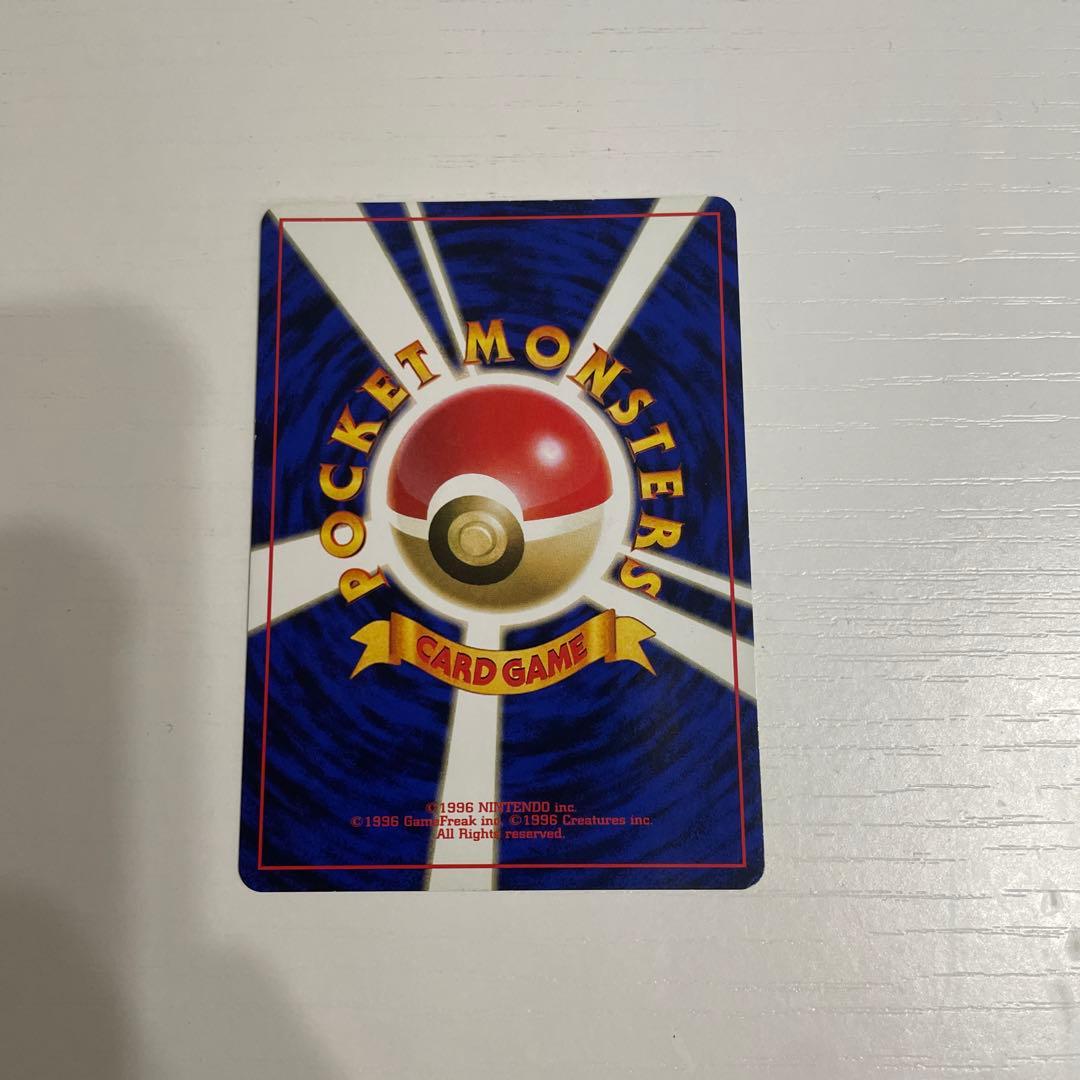 POCKET MONSTERS
CARD GAME
©1996 NINTENDO inc.
©1996 GameFreak inc. ©1996 Creatures inc.
All Rights reserved.